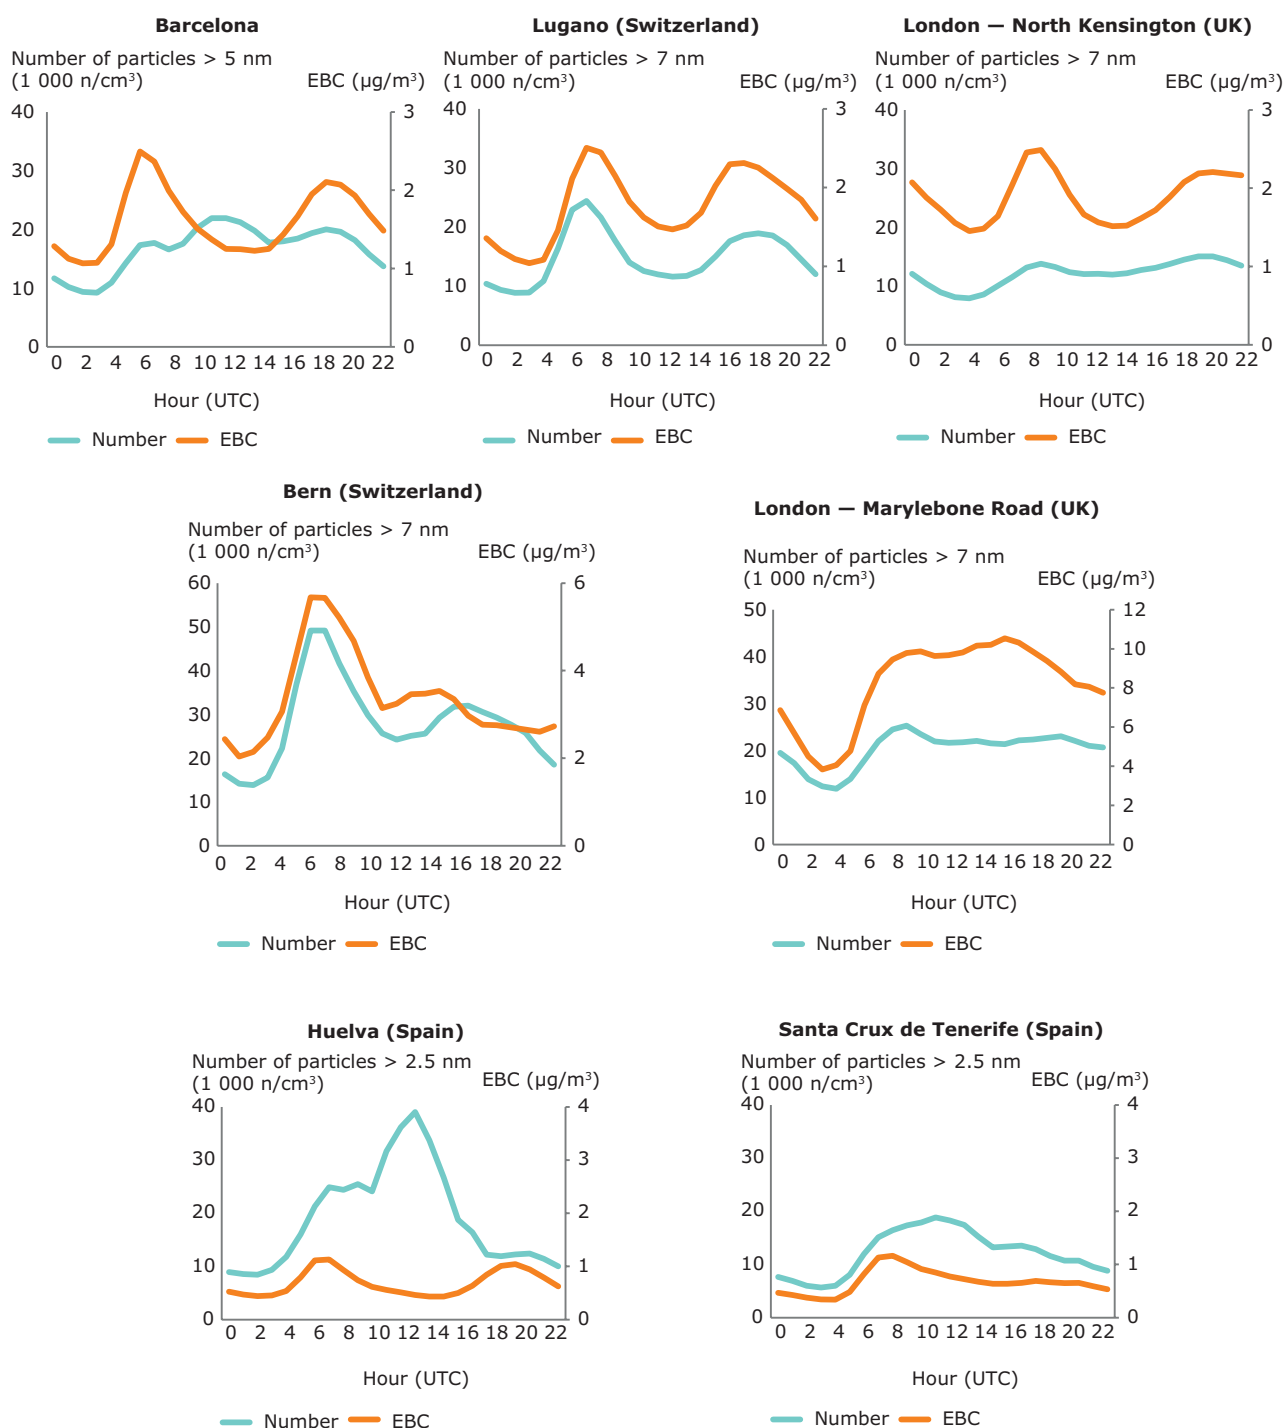 Barcelona
Number of particles > 5 nm
(1 000 n/cm³)
EBC (µg/m³)
40
30
20
10
0
3
2
1
0
0 2 4 6 8 10 12 14 16 18 20 22
Hour (UTC)
Number EBC
Lugano (Switzerland)
Number of particles > 7 nm
(1 000 n/cm³)
EBC (µg/m³)
40
30
20
10
0
3
2
1
0
0 2 4 6 8 10 12 14 16 18 20 22
Hour (UTC)
Number EBC
London — North Kensington (UK)
Number of particles > 7 nm
(1 000 n/cm³)
EBC (µg/m³)
40
30
20
10
0
3
2
1
0
0 2 4 6 8 10 12 14 16 18 20 22
Hour (UTC)
Number EBC
Bern (Switzerland)
Number of particles > 7 nm
(1 000 n/cm³)
EBC (µg/m³)
60
50
40
30
20
10
0
6
4
2
0
0 2 4 6 8 10 12 14 16 18 20 22
Hour (UTC)
Number EBC
London — Marylebone Road (UK)
Number of particles > 7 nm
(1 000 n/cm³)
EBC (µg/m³)
50
40
30
20
10
0
12
10
8
6
4
2
0
0 2 4 6 8 10 12 14 16 18 20 22
Hour (UTC)
Number EBC
Huelva (Spain)
Number of particles > 2.5 nm
(1 000 n/cm³)
EBC (µg/m³)
40
30
20
10
0
4
3
2
1
0
0 2 4 6 8 10 12 14 16 18 20 22
Hour (UTC)
Number EBC
Santa Crux de Tenerife (Spain)
Number of particles > 2.5 nm
(1 000 n/cm³)
EBC (µg/m³)
40
30
20
10
0
4
3
2
1
0
0 2 4 6 8 10 12 14 16 18 20 22
Hour (UTC)
Number EBC